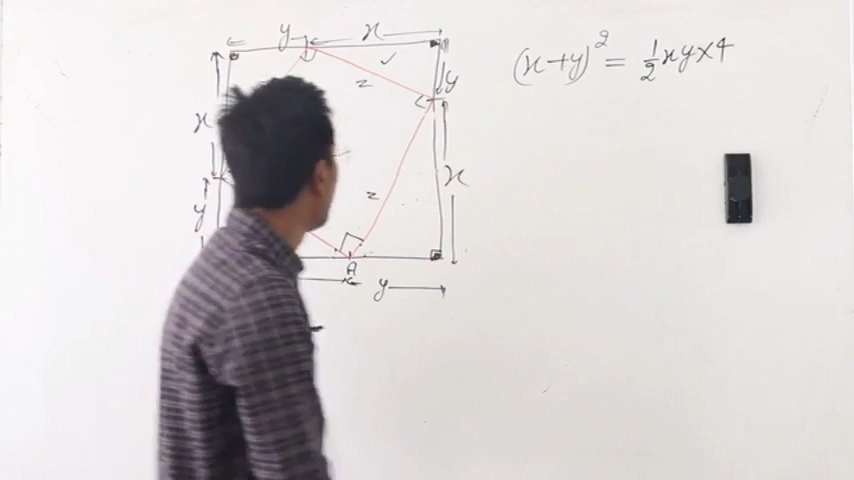 y x
(x+y)² = ½xy×4
z y
x
z x
y
A
y